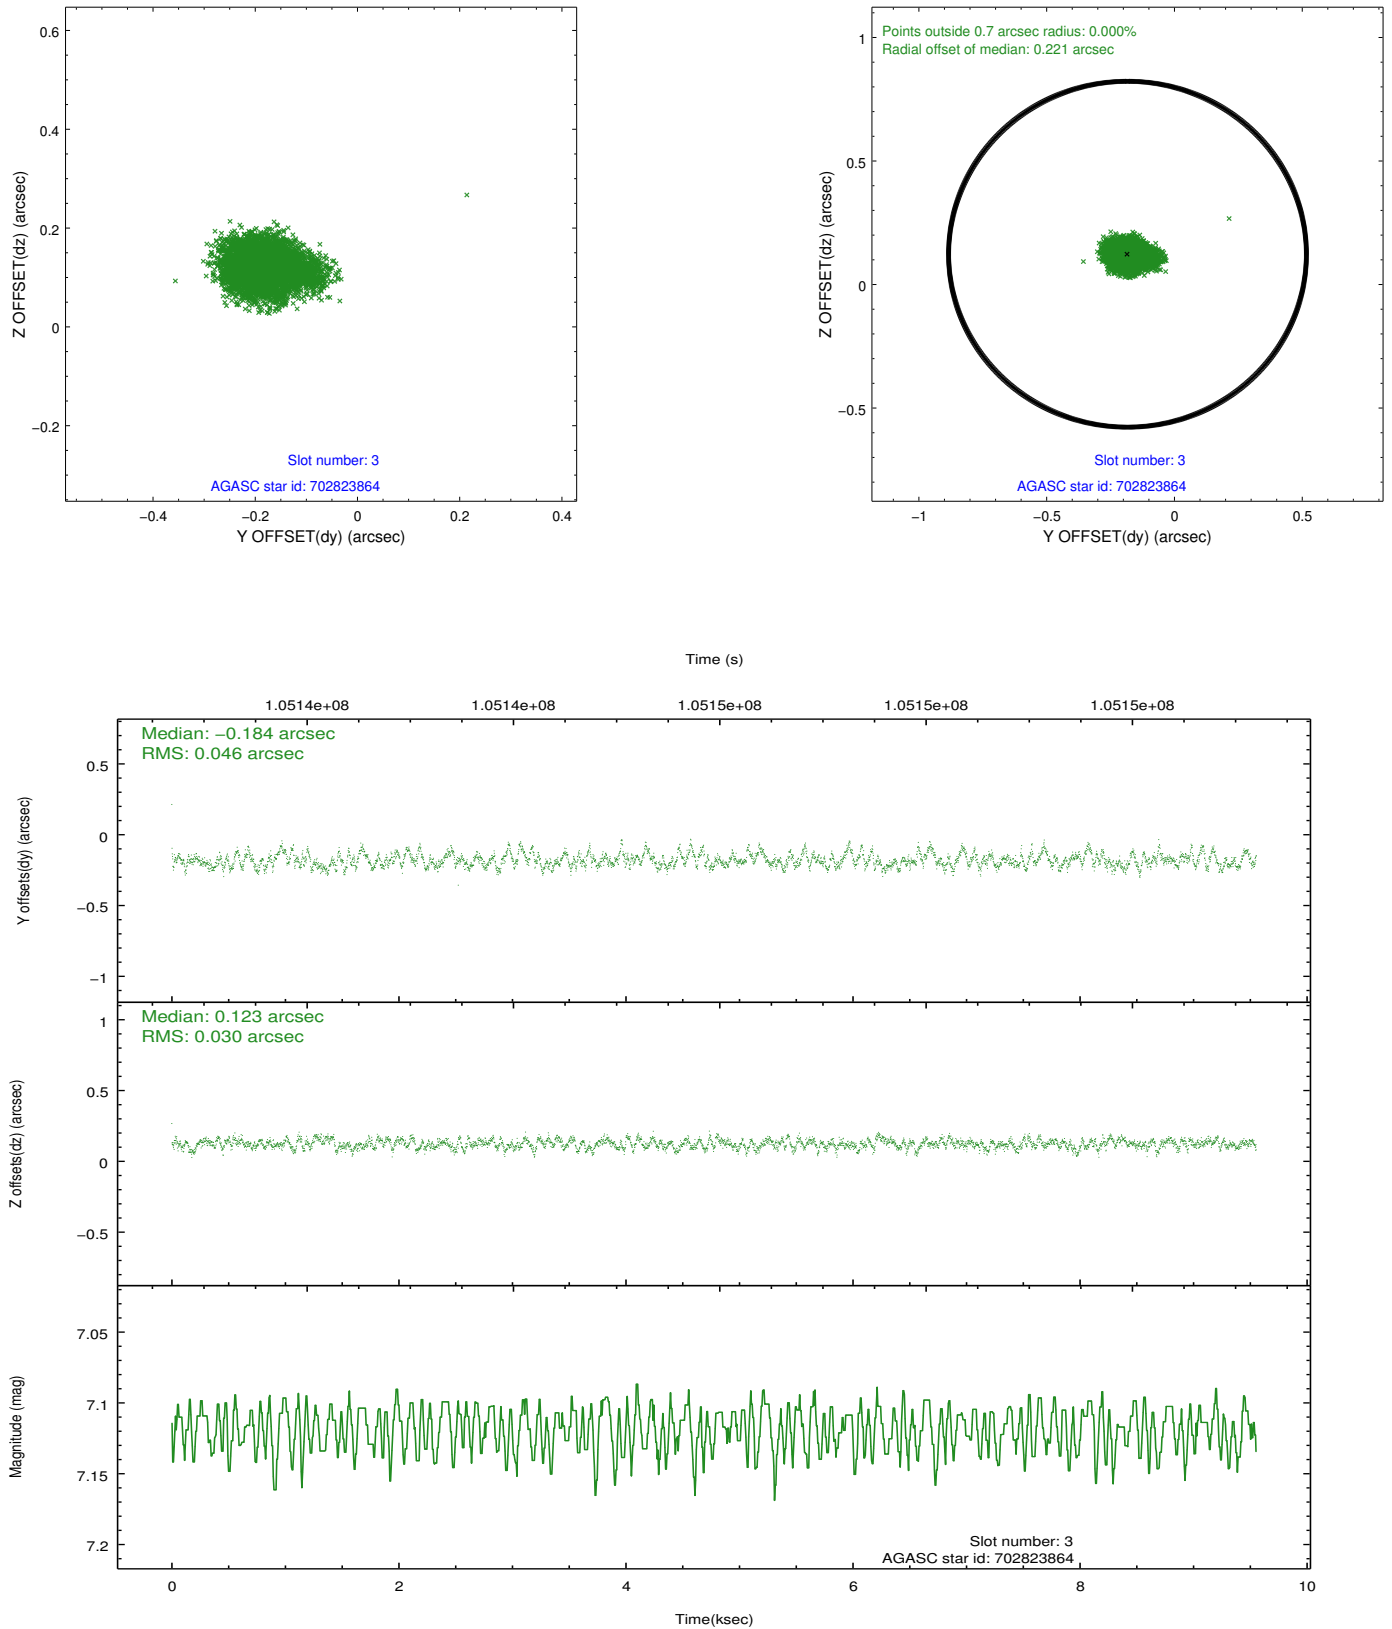 0.6
0.4
0.2
0
−0.2
Z OFFSET(dz) (arcsec)
Slot number: 3
AGASC star id: 702823864
−0.4 −0.2 0 0.2 0.4
Y OFFSET(dy) (arcsec)
Points outside 0.7 arcsec radius: 0.000%
Radial offset of median: 0.221 arcsec
1
0.5
0
−0.5
Z OFFSET(dz) (arcsec)
Slot number: 3
AGASC star id: 702823864
−1 −0.5 0 0.5
Y OFFSET(dy) (arcsec)
Time (s)
1.0514e+08 1.0514e+08 1.0515e+08 1.0515e+08 1.0515e+08
Median: −0.184 arcsec
RMS: 0.046 arcsec
0.5
0
−0.5
−1
Y offsets(dy) (arcsec)
Median: 0.123 arcsec
RMS: 0.030 arcsec
1
0.5
0
−0.5
Z offsets(dz) (arcsec)
7.05
7.1
7.15
7.2
Magnitude (mag)
Slot number: 3
AGASC star id: 702823864
0 2 4 6 8 10
Time(ksec)